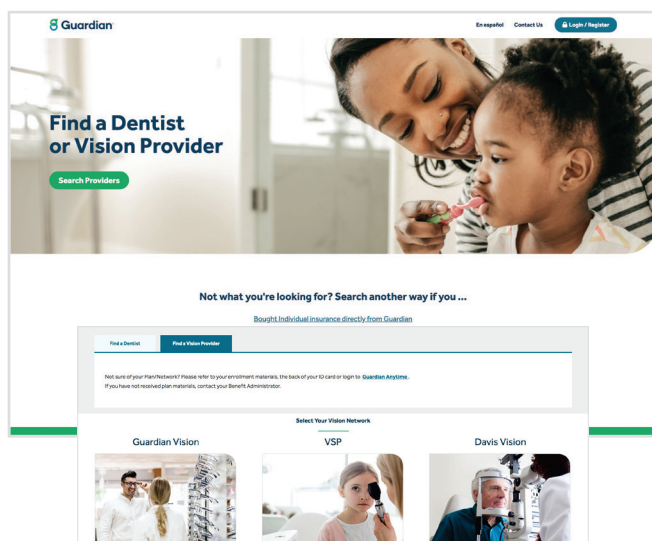 Guardian
En español Contact Us Login / Register
Find a Dentist
or Vision Provider
Search Providers
Not what you're looking for? Search another way if you ...
Bought Individual insurance directly from Guardian
Find a Dentist Find a Vision Provider
Not sure of your Plan/Network? Please refer to your enrollment materials, the back of your ID card or login to Guardian Anytime.
If you have not received plan materials, contact your Benefit Administrator.
Select Your Vision Network
Guardian Vision VSP Davis Vision